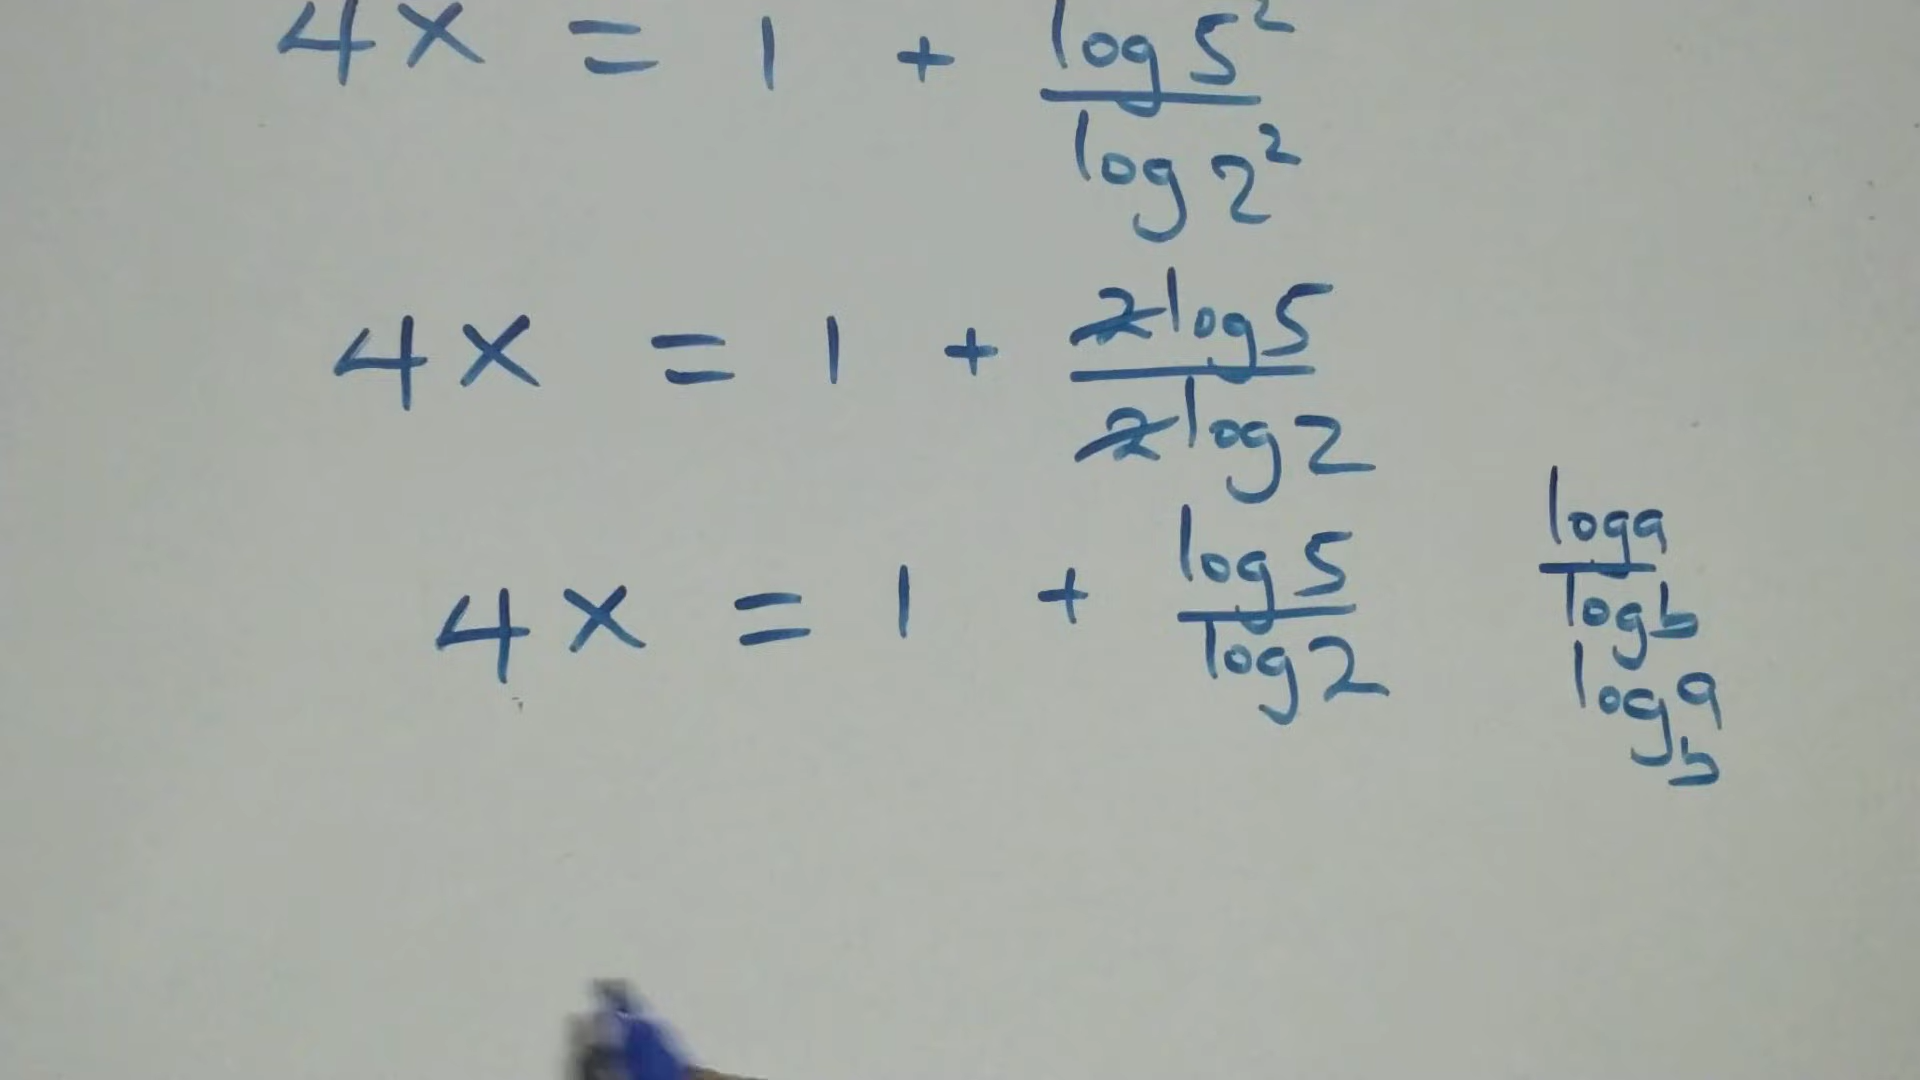 4x = 1 + log 5²
log 2²
4x = 1 + 2log 5
2log 2
4x = 1 + log 5
log 2
log a
log b
log a
b